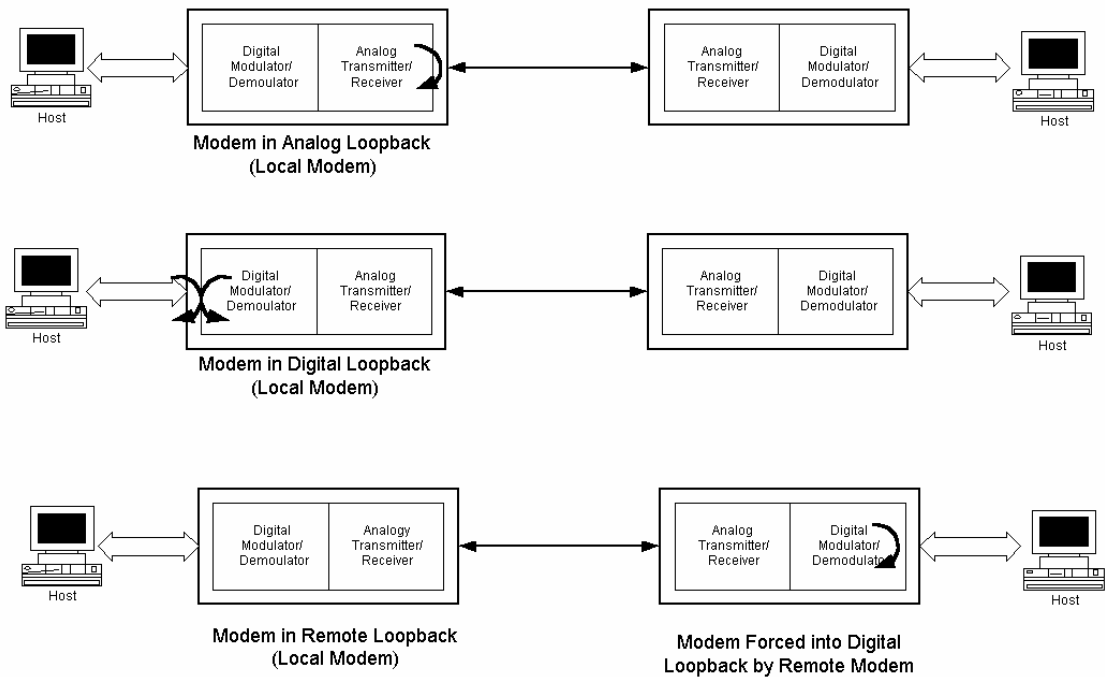 Digital
Modulator/
Demoulator
Analog
Transmitter/
Receiver
Analog
Transmitter/
Receiver
Digital
Modulator/
Demodulator
Host
Host
Modem in Analog Loopback
(Local Modem)
Digital
Modulator/
Demoulator
Analog
Transmitter/
Receiver
Analog
Transmitter/
Receiver
Digital
Modulator/
Demodulator
Host
Host
Modem in Digital Loopback
(Local Modem)
Digital
Modulator/
Demoulator
Analogy
Transmitter/
Receiver
Analog
Transmitter/
Receiver
Digital
Modulator/
Demodulator
Host
Host
Modem in Remote Loopback
(Local Modem)
Modem Forced into Digital
Loopback by Remote Modem